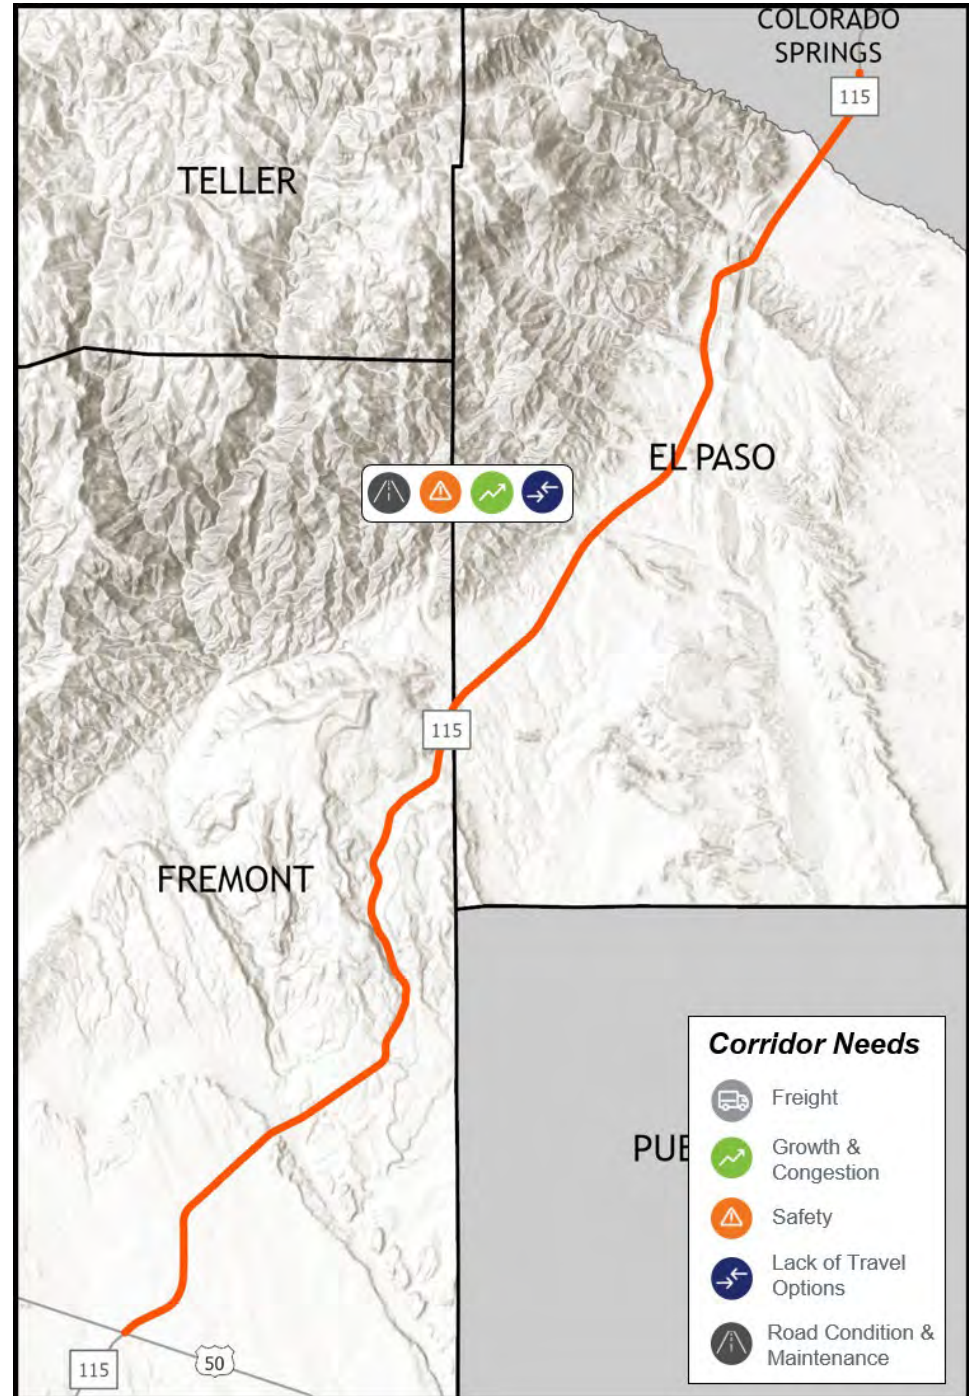 COLORADO
SPRINGS
115
TELLER
EL PASO
115
FREMONT
Corridor Needs
Freight
PUE
Growth &
Congestion
Safety
Lack of Travel
Options
Road Condition &
Maintenance
50
115